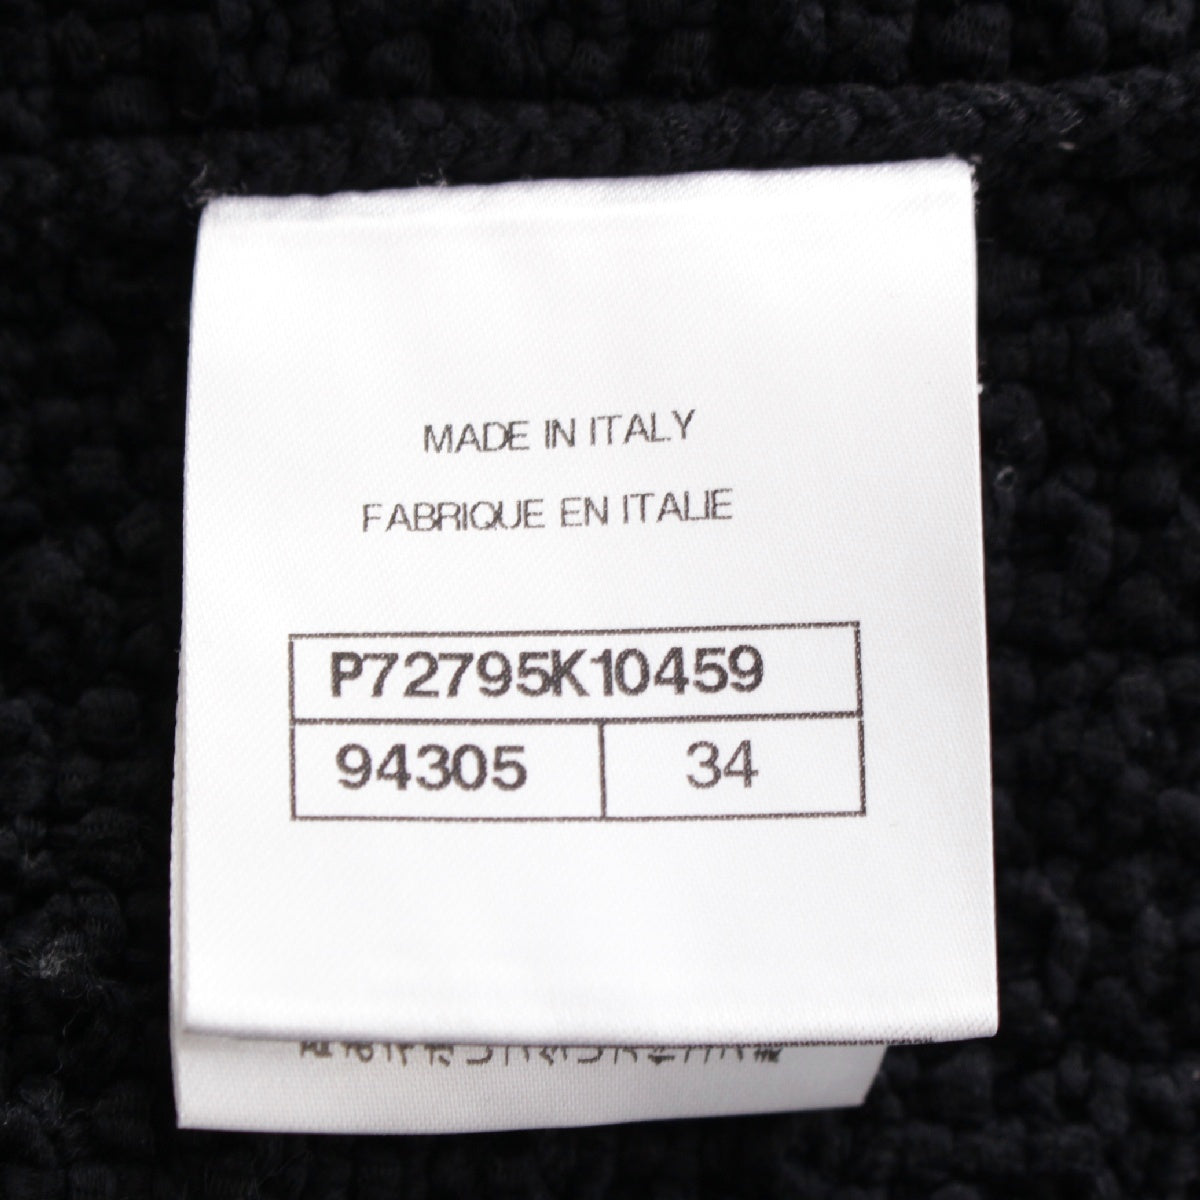 MADE IN ITALY
FABRIQUE EN ITALIE
P72795K10459
94305 34